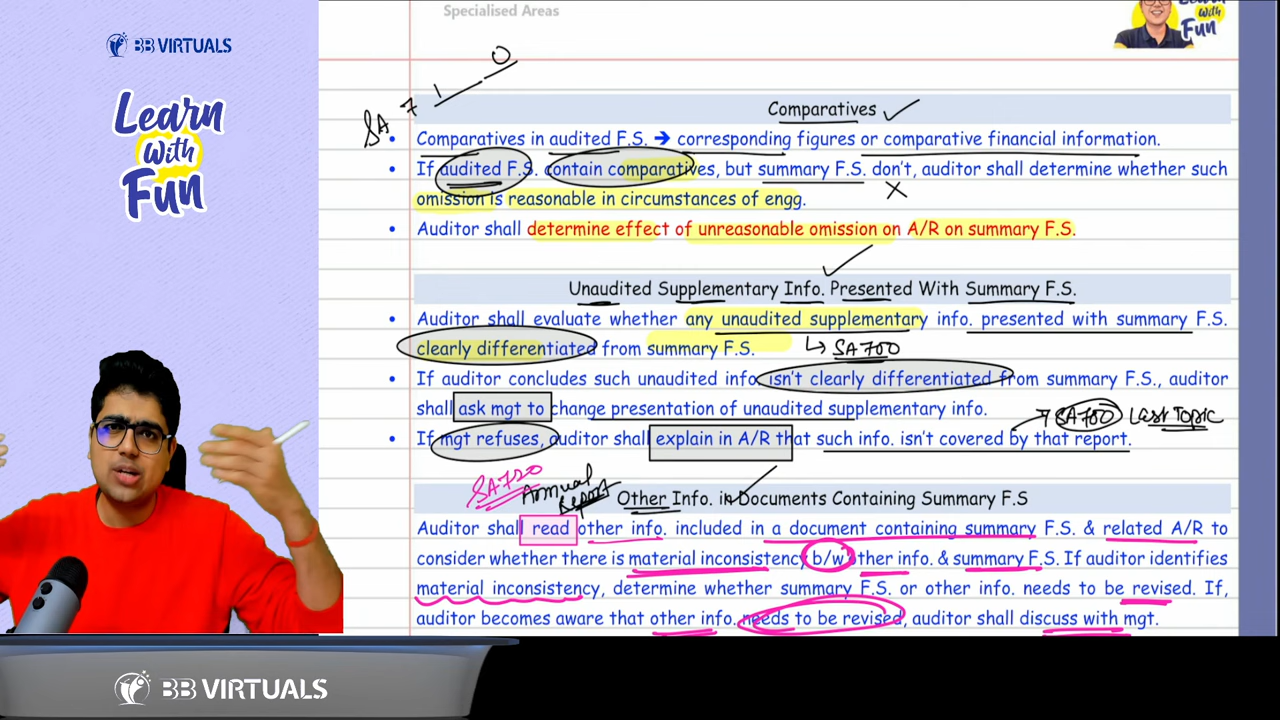 Specialised Areas
Learn
With
Fun
BB VIRTUALS
Learn
With
Fun
SA 7 1 0
Comparatives
• Comparatives in audited F.S. → corresponding figures or comparative financial information.
• If audited F.S. contain comparatives, but summary F.S. don't, auditor shall determine whether such
omission is reasonable in circumstances of engg.
• Auditor shall determine effect of unreasonable omission on A/R on summary F.S.
Unaudited Supplementary Info. Presented With Summary F.S.
• Auditor shall evaluate whether any unaudited supplementary info. presented with summary F.S.
clearly differentiated from summary F.S.
SA 700
• If auditor concludes such unaudited info. isn't clearly differentiated from summary F.S., auditor
shall ask mgt to change presentation of unaudited supplementary info.
SA 700 Last Topic
• If mgt refuses, auditor shall explain in A/R that such info. isn't covered by that report.
SA 720
Annual
Report
Other Info. in Documents Containing Summary F.S
Auditor shall read other info. included in a document containing summary F.S. & related A/R to
consider whether there is material inconsistency b/w other info. & summary F.S. If auditor identifies
material inconsistency, determine whether summary F.S. or other info. needs to be revised. If,
auditor becomes aware that other info. needs to be revised, auditor shall discuss with mgt.
BB VIRTUALS